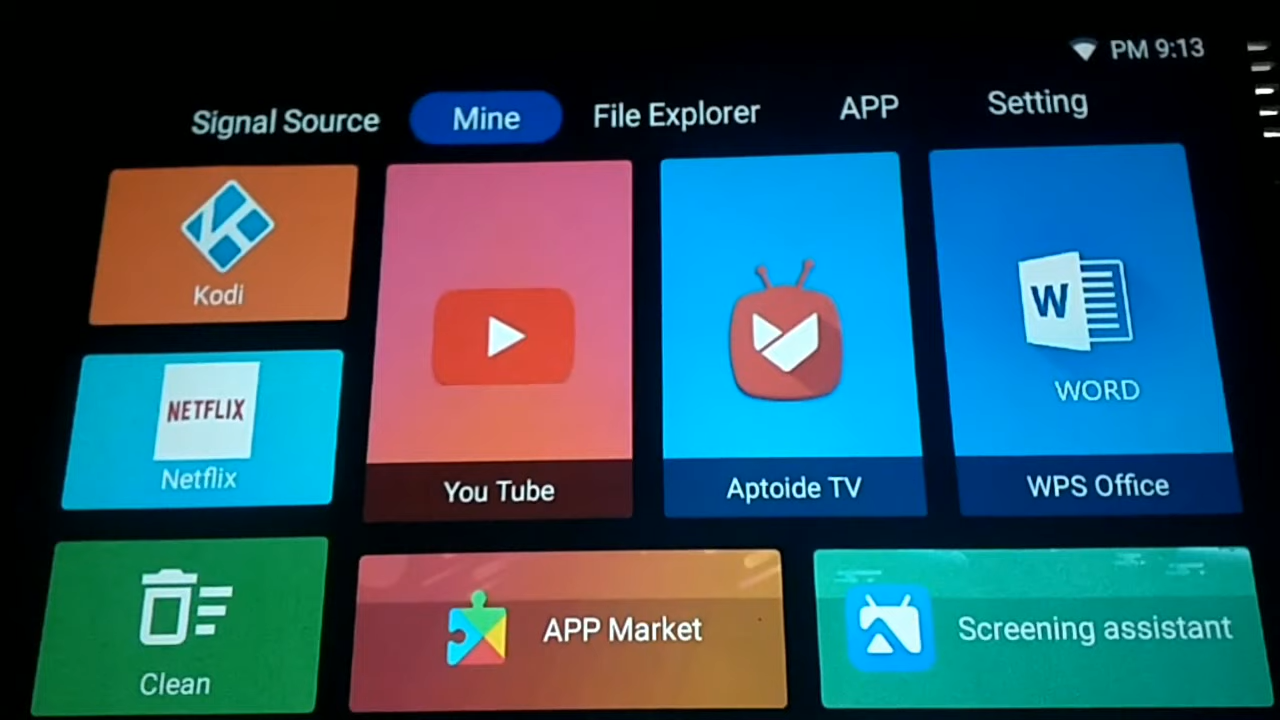 PM 9:13
Signal Source
Mine
File Explorer
APP
Setting
Kodi
NETFLIX
Netflix
Clean
You Tube
Aptoide TV
W
WORD
WPS Office
APP Market
Screening assistant